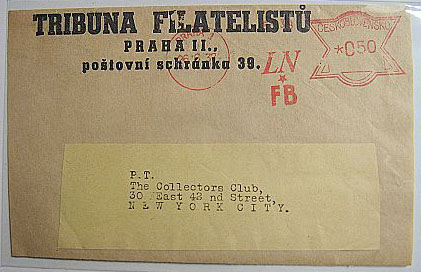 TRIBUNA FILATELISTŮ
PRAHA II.,
poštovní schránka 39.
LN
FB
ČESKOSLOVENSKO
*0.50
P.T.
The Collectors Club,
30 East 42 nd Street,
NEW YORK CITY.